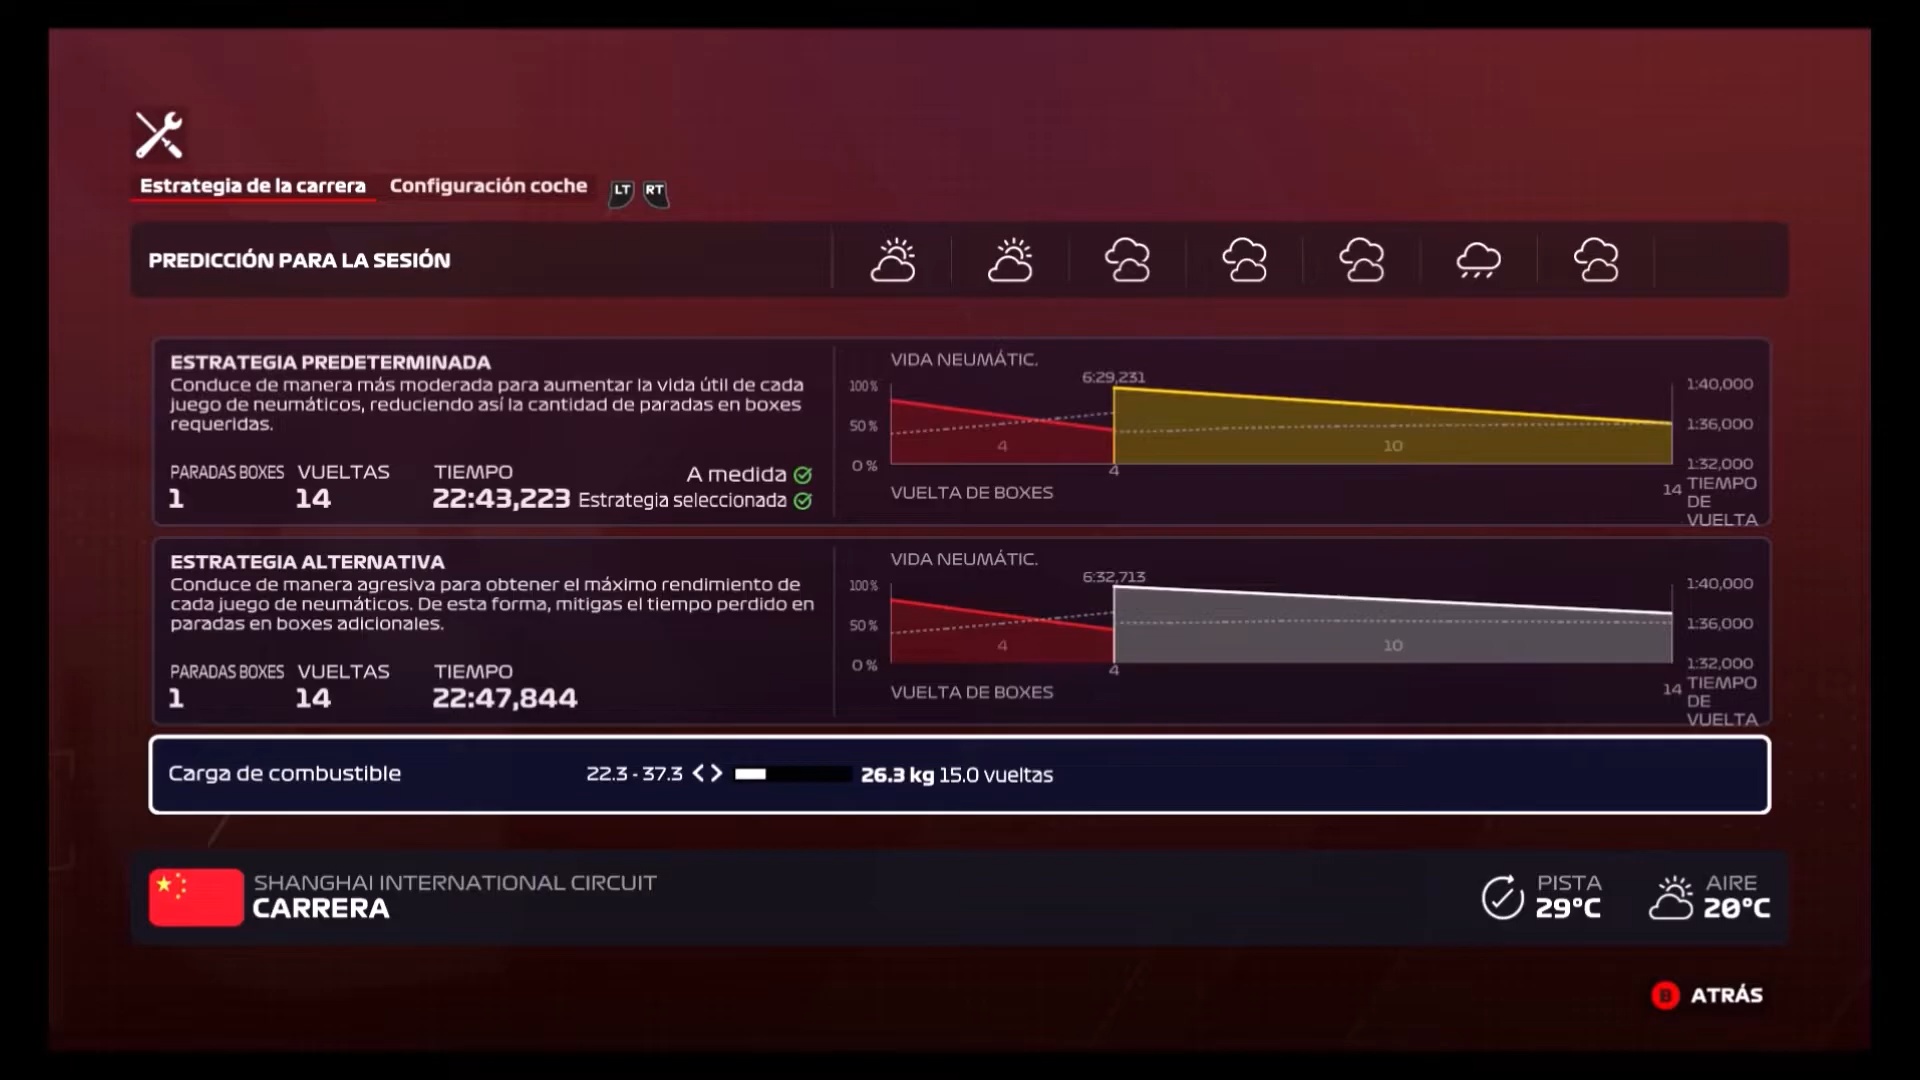 Estrategia de la carrera Configuración coche LT RT
PREDICCIÓN PARA LA SESIÓN
ESTRATEGIA PREDETERMINADA
Conduce de manera más moderada para aumentar la vida útil de cada
juego de neumáticos, reduciendo así la cantidad de paradas en boxes
requeridas.
PARADAS BOXES VUELTAS TIEMPO A medida
1 14 22:43,223 Estrategia seleccionada
VIDA NEUMÁTIC.
6:29,231
100 % 1:40,000
50 % 1:36,000
4 10
0 % 4 1:32,000
VUELTA DE BOXES 14 TIEMPO
DE
VUELTA
ESTRATEGIA ALTERNATIVA
Conduce de manera agresiva para obtener el máximo rendimiento de
cada juego de neumáticos. De esta forma, mitigas el tiempo perdido en
paradas en boxes adicionales.
PARADAS BOXES VUELTAS TIEMPO
1 14 22:47,844
VIDA NEUMÁTIC.
6:32,713
100 % 1:40,000
50 % 1:36,000
4 10
0 % 4 1:32,000
VUELTA DE BOXES 14 TIEMPO
DE
VUELTA
Carga de combustible 22.3 - 37.3 26.3 kg 15.0 vueltas
SHANGHAI INTERNATIONAL CIRCUIT
CARRERA
PISTA
29°C
AIRE
20°C
B ATRÁS